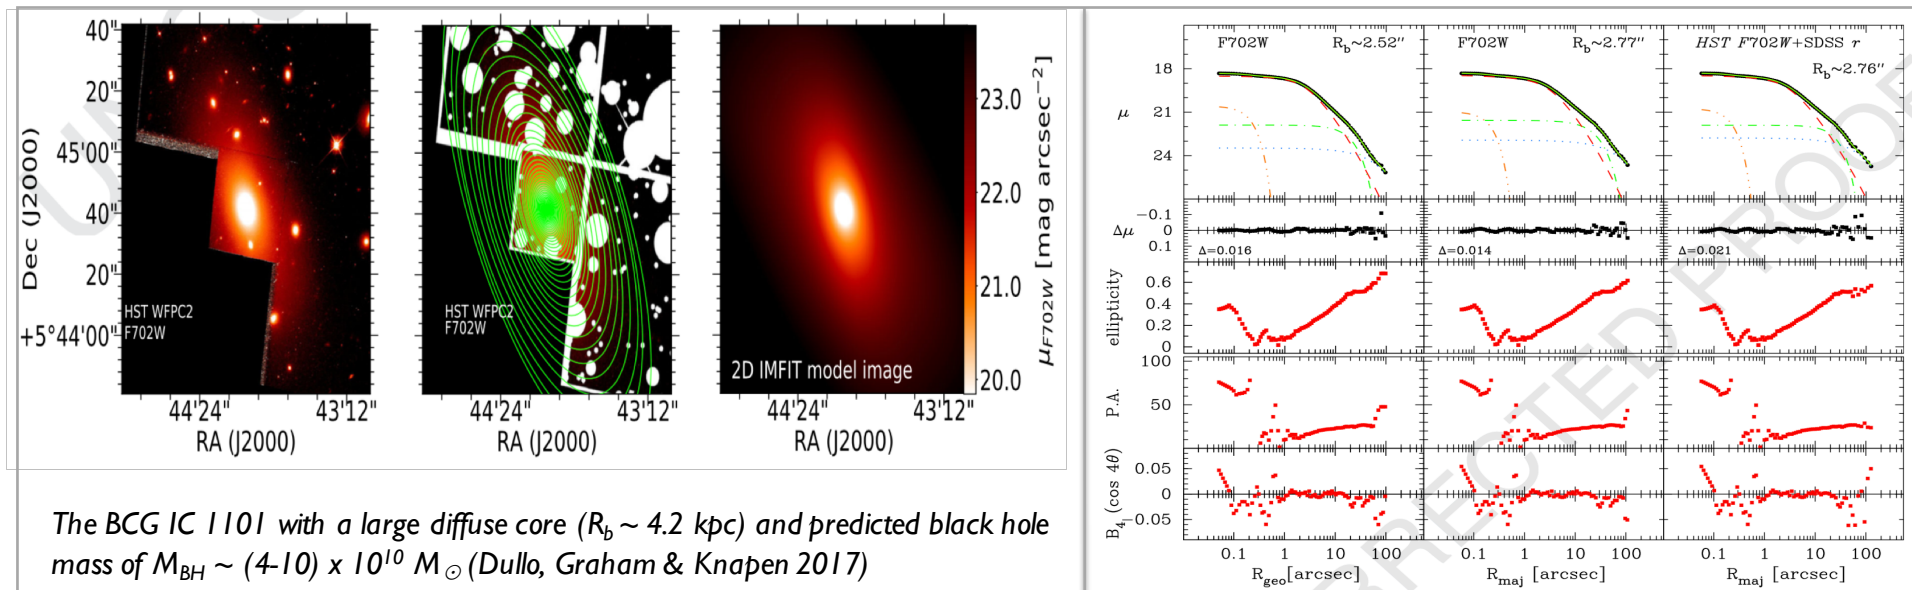 40"
20"
45'00"
40"
20"
+5°44'00"
Dec (J2000)
HST WFPC2
F702W
44'24"
43'12"
RA (J2000)
HST WFPC2
F702W
44'24"
43'12"
RA (J2000)
2D IMFIT model image
44'24"
43'12"
RA (J2000)
23.0
22.0
21.0
20.0
μF702W [mag arcsec−2]
The BCG IC 1101 with a large diffuse core (Rb ~ 4.2 kpc) and predicted black hole
mass of MBH ~ (4-10) x 10^10 M⊙ (Dullo, Graham & Knapen 2017)
F702W Rb~2.52"
F702W Rb~2.77"
HST F702W+SDSS r
Rb~2.76"
18
21
24
μ
−0.1
0
0.1
Δμ
Δ=0.016
Δ=0.014
Δ=0.021
0.6
0.4
0.2
0
ellipticity
100
50
P.A.
0.05
0
−0.05
B4 (cos 4θ)
0.1 1 10 100
0.1 1 10 100
0.1 1 10 100
Rgeo[arcsec]
Rmaj [arcsec]
Rmaj [arcsec]
RECTED PROOF